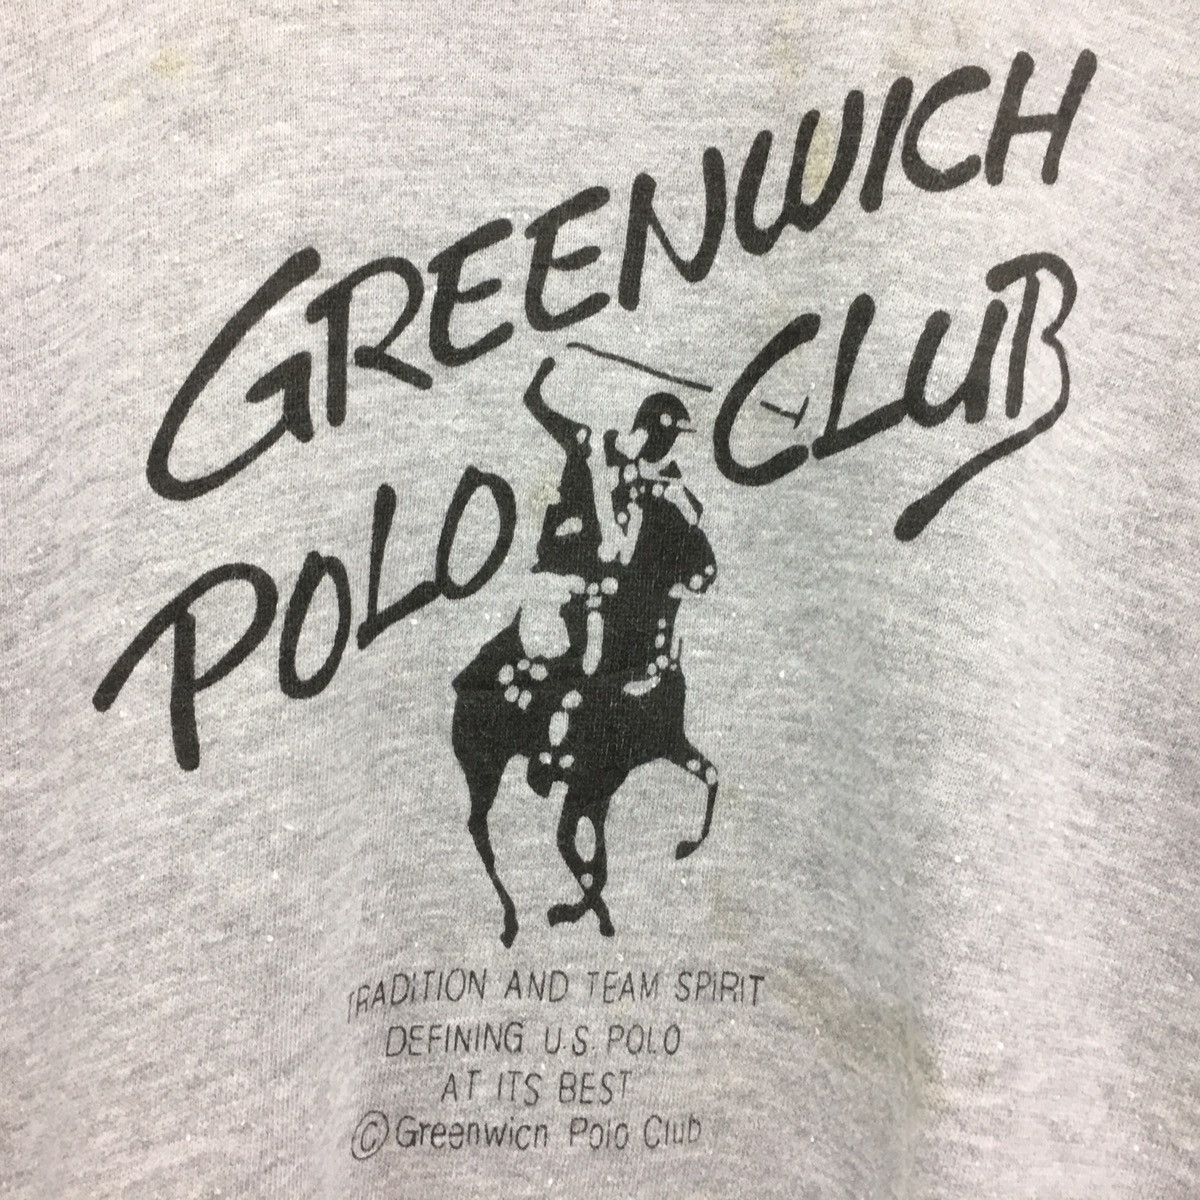 GREENWICH
POLO CLUB
TRADITION AND TEAM SPIRIT
DEFINING U.S. POLO
AT ITS BEST
©Greenwich Polo Club